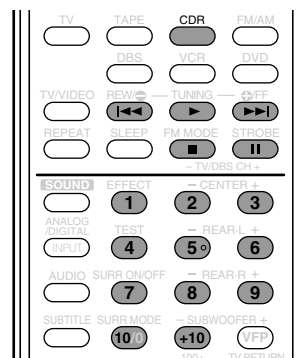 TV TAPE CDR FM/AM
DBS VCR DVD
TV/VIDEO REW/⊖ — TUNING — ⊕/FF
REPEAT SLEEP FM MODE STROBE
– TV/DBS CH +
SOUND EFFECT – CENTER +
1 2 3
ANALOG
/DIGITAL TEST – REAR·L +
INPUT 4 5 6
AUDIO SURR ON/OFF – REAR·R +
7 8 9
SUBTITLE SURR MODE – SUBWOOFER +
10/0 +10 VFP
100+ TV RETURN